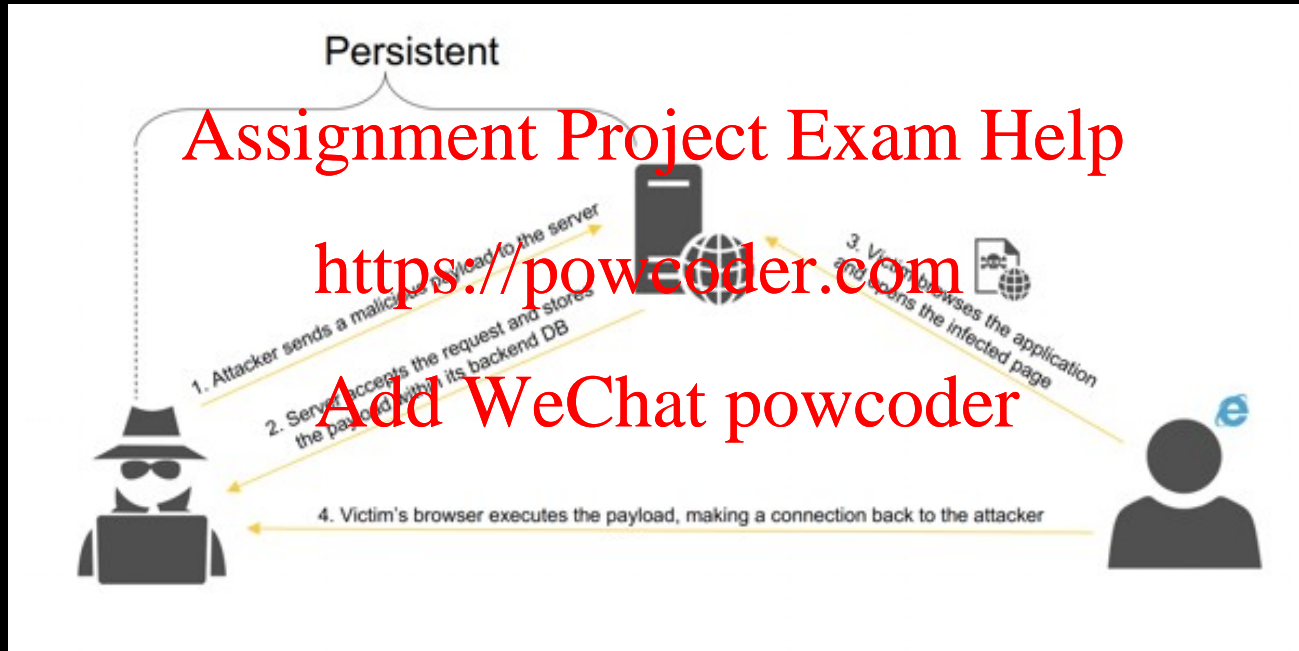 Persistent
Assignment Project Exam Help
1. Attacker sends a malicious payload to the server
https://powcoder.com
2. Server accepts the request and stores
the payload within its backend DB
3. Victim browses the application
and opens the infected page
Add WeChat powcoder
4. Victim's browser executes the payload, making a connection back to the attacker